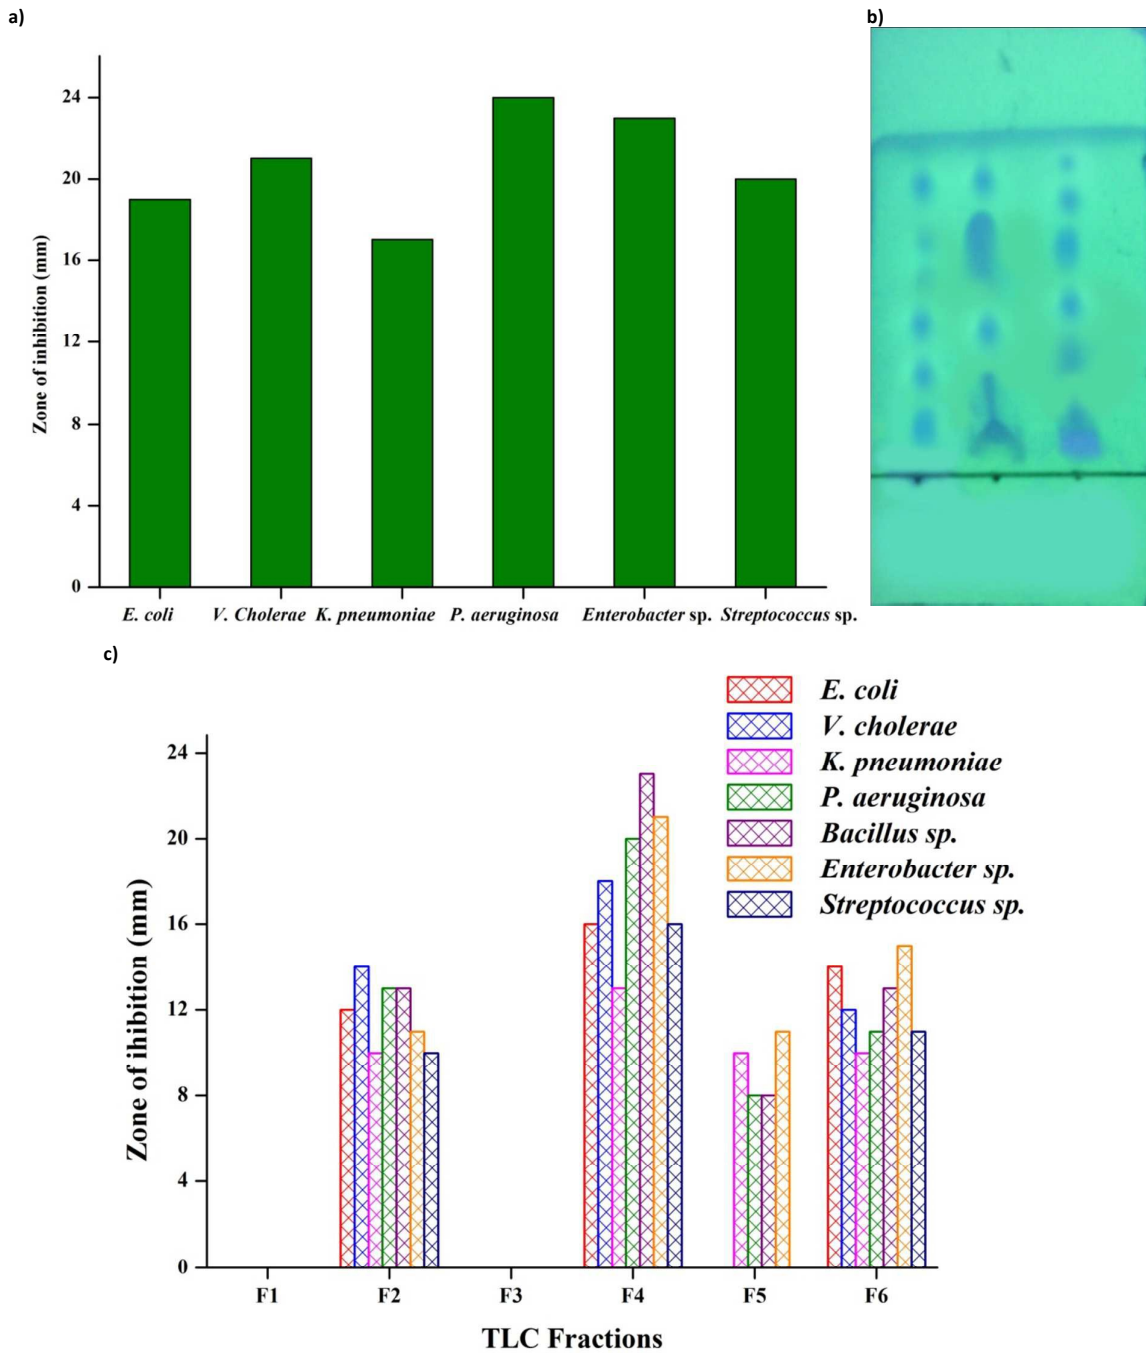 a)
b)
24
20
16
12
8
4
0
Zone of inhibition (mm)
E. coli V. Cholerae K. pneumoniae P. aeruginosa Enterobacter sp. Streptococcus sp.
c)
E. coli
V. cholerae
K. pneumoniae
P. aeruginosa
Bacillus sp.
Enterobacter sp.
Streptococcus sp.
24
20
16
12
8
4
0
Zone of ihibition (mm)
F1 F2 F3 F4 F5 F6
TLC Fractions